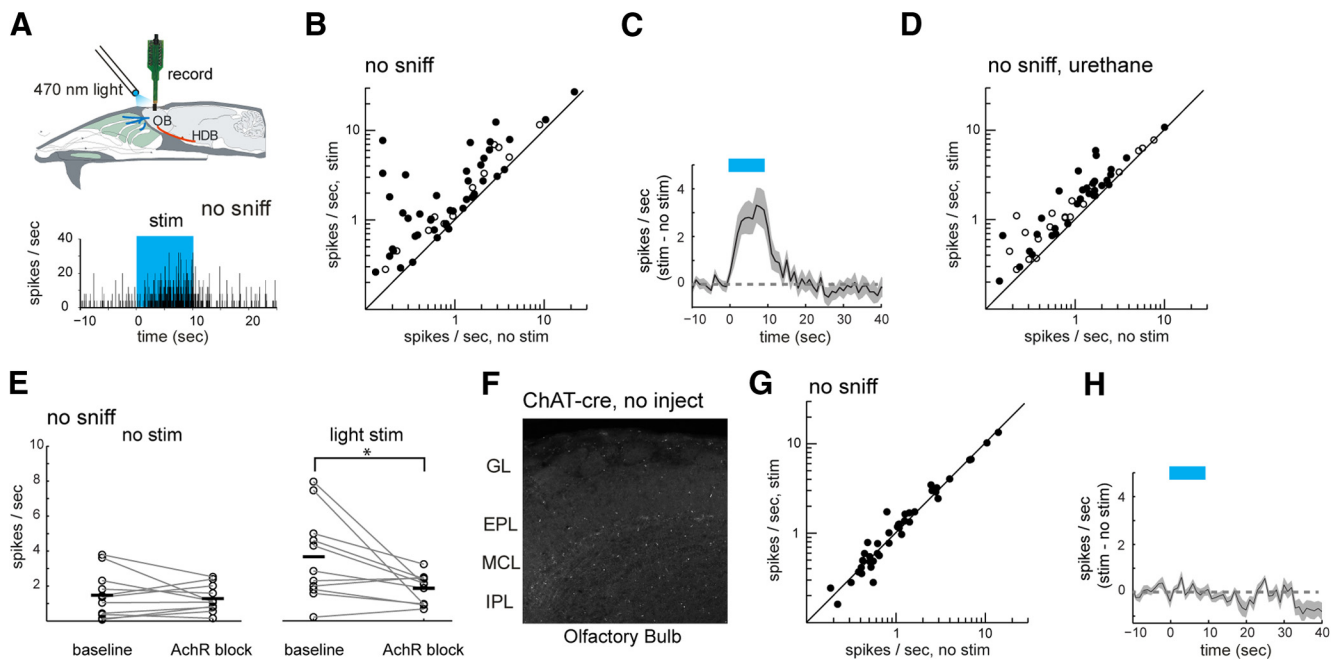 A
470 nm light
record
OB
HDB
stim
no sniff
spikes / sec
40
20
0
−10
0
10
20
time (sec)
B
no sniff
spikes / sec, stim
10
1
1
10
spikes / sec, no stim
C
spikes / sec
(stim - no stim)
4
2
0
−10
0
10
20
30
40
time (sec)
D
no sniff, urethane
spikes / sec, stim
10
1
1
10
spikes / sec, no stim
E
no sniff
no stim
light stim
*
spikes / sec
10
8
6
4
2
baseline
AchR block
baseline
AchR block
F
ChAT-cre, no inject
GL
EPL
MCL
IPL
Olfactory Bulb
G
no sniff
spikes / sec, stim
10
1
1
10
spikes / sec, no stim
H
spikes / sec
(stim - no stim)
4
2
0
−10
0
10
20
30
40
time (sec)